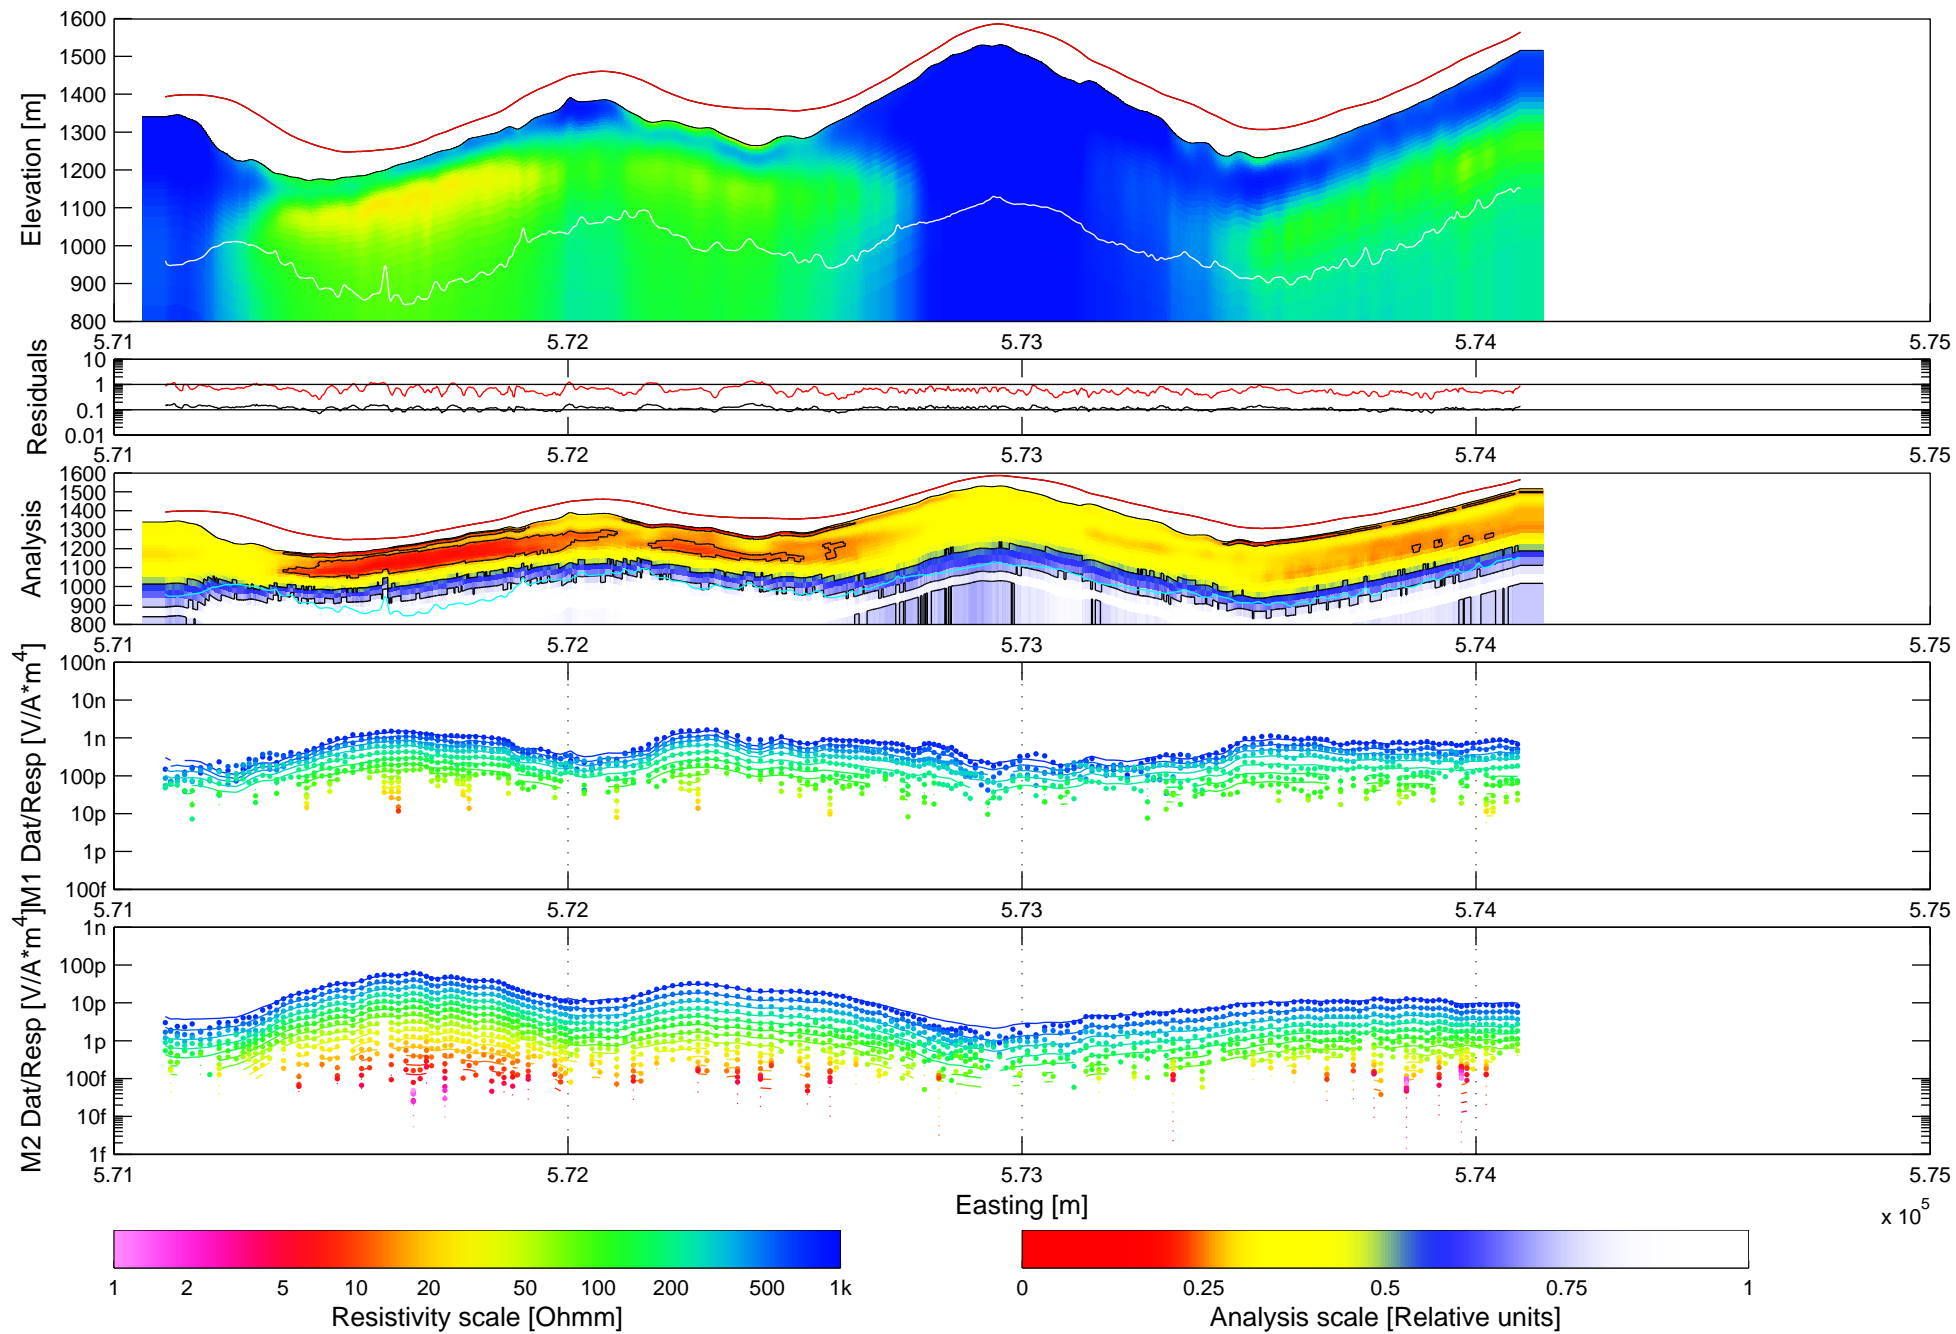 1600
1500
1400
1300
1200
1100
1000
900
800
Elevation [m]
5.71 5.72 5.73 5.74 5.75
10
1
0.1
0.01
Residuals
5.71 5.72 5.73 5.74 5.75
1600
1500
1400
1300
1200
1100
1000
900
800
Analysis
5.71 5.72 5.73 5.74 5.75
100n
10n
1n
100p
10p
1p
100f
M1 Dat/Resp [V/A*m^4]
5.71 5.72 5.73 5.74 5.75
1n
100p
10p
1p
100f
10f
1f
M2 Dat/Resp [V/A*m^4]
5.71 5.72 5.73 5.74 5.75
Easting [m]
x 10^5
1 2 5 10 20 50 100 200 500 1k
Resistivity scale [Ohmm]
0 0.25 0.5 0.75 1
Analysis scale [Relative units]